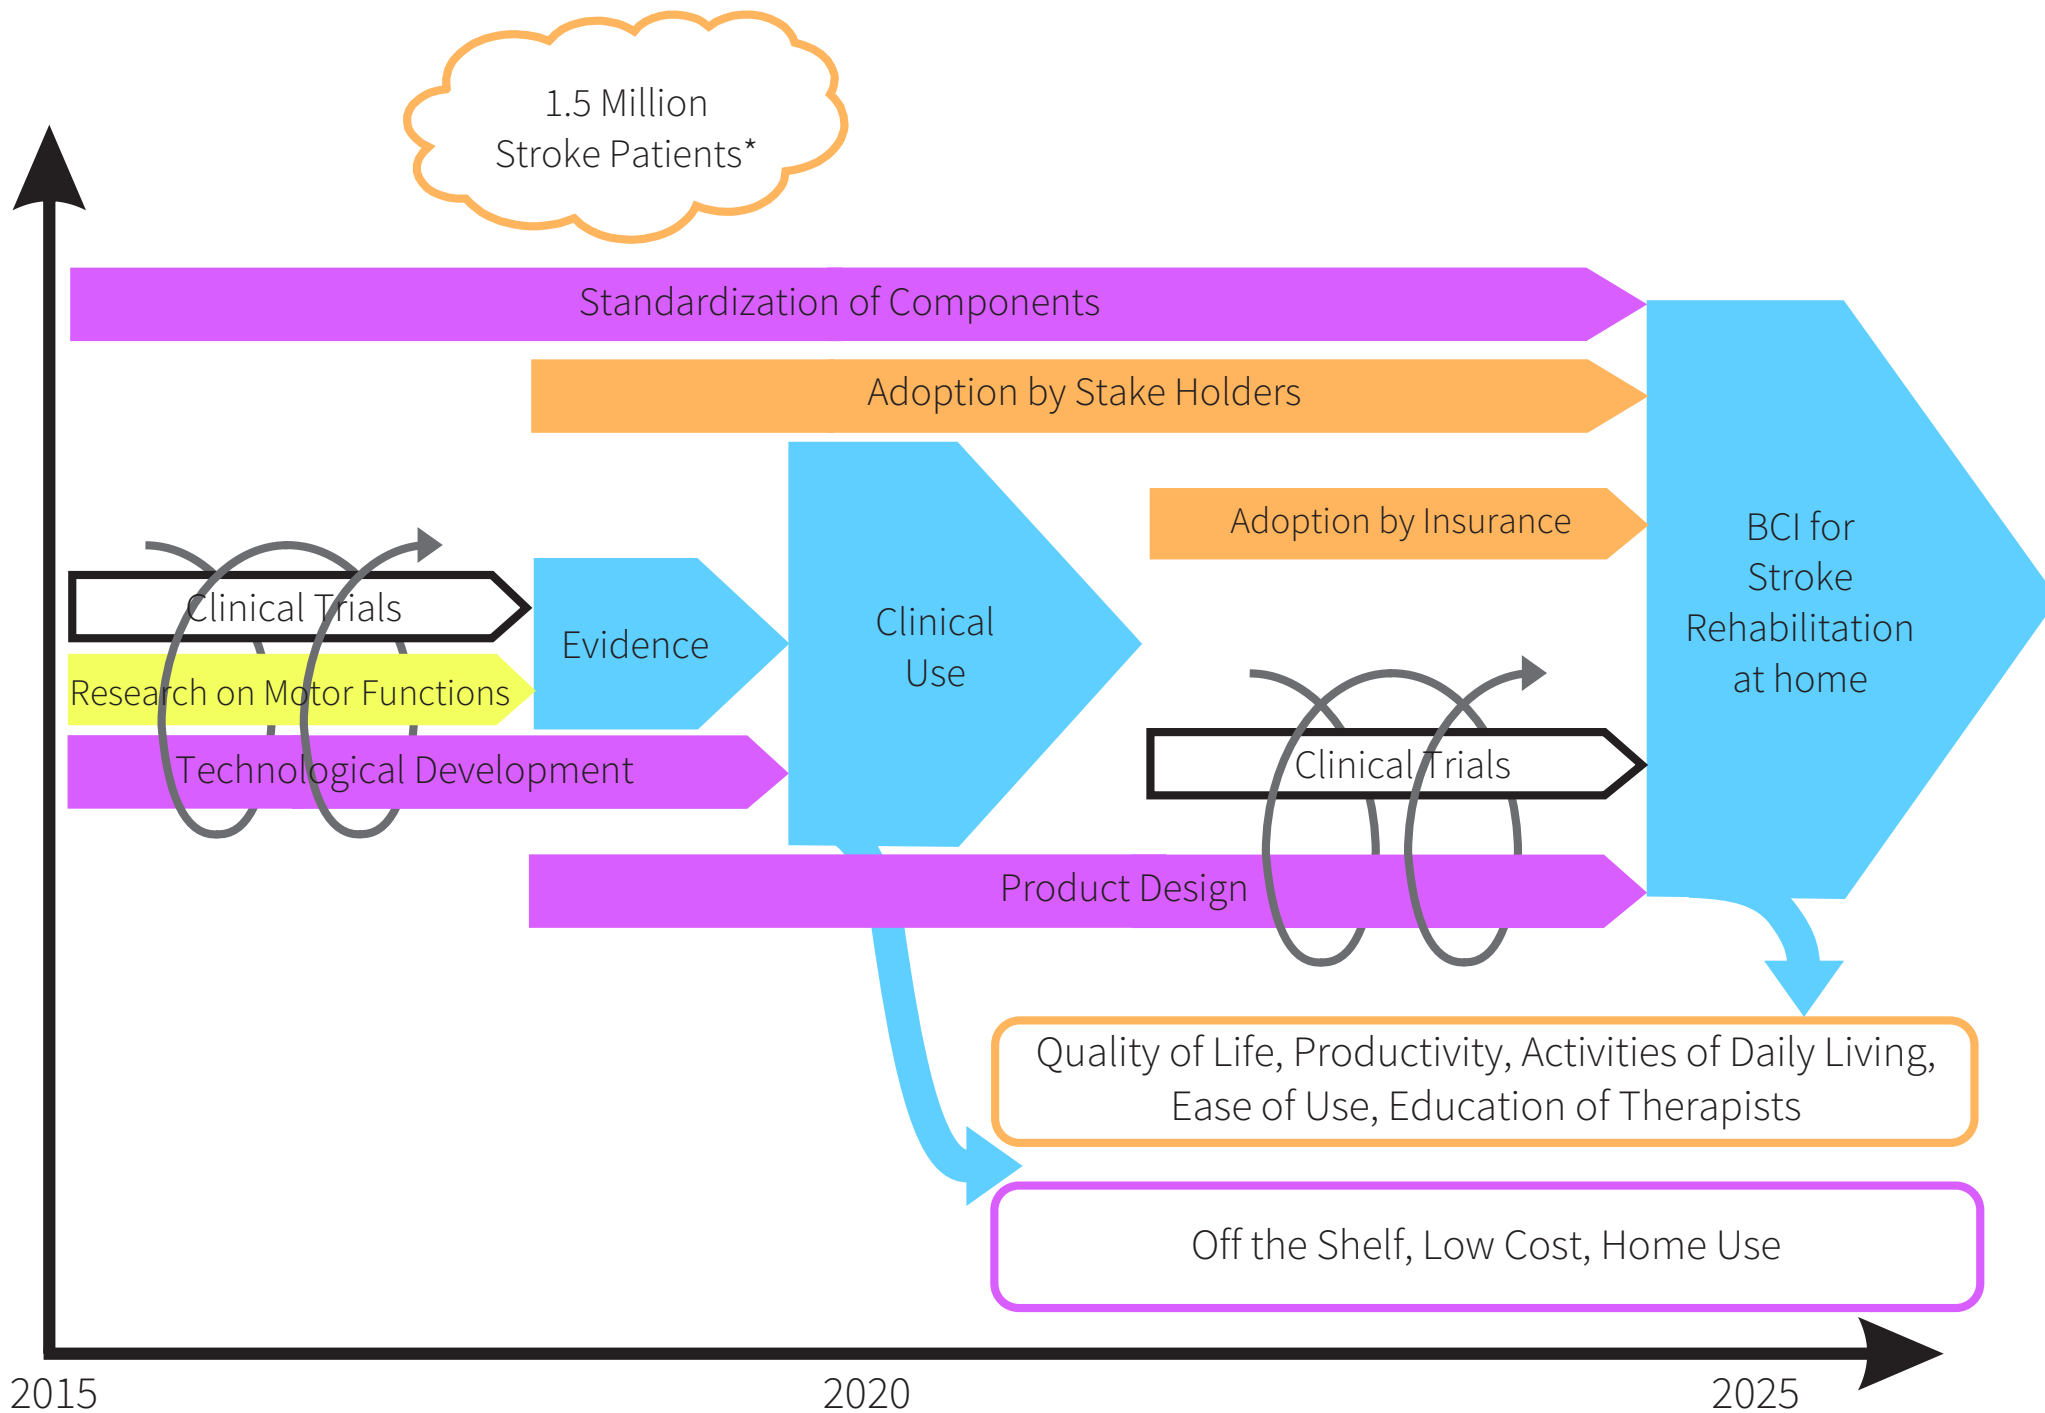 1.5 Million
Stroke Patients*
Standardization of Components
Adoption by Stake Holders
Adoption by Insurance
Clinical Trials
Research on Motor Functions
Technological Development
Evidence
Clinical
Use
BCI for
Stroke
Rehabilitation
at home
Clinical Trials
Product Design
Quality of Life, Productivity, Activities of Daily Living,
Ease of Use, Education of Therapists
Off the Shelf, Low Cost, Home Use
2015
2020
2025